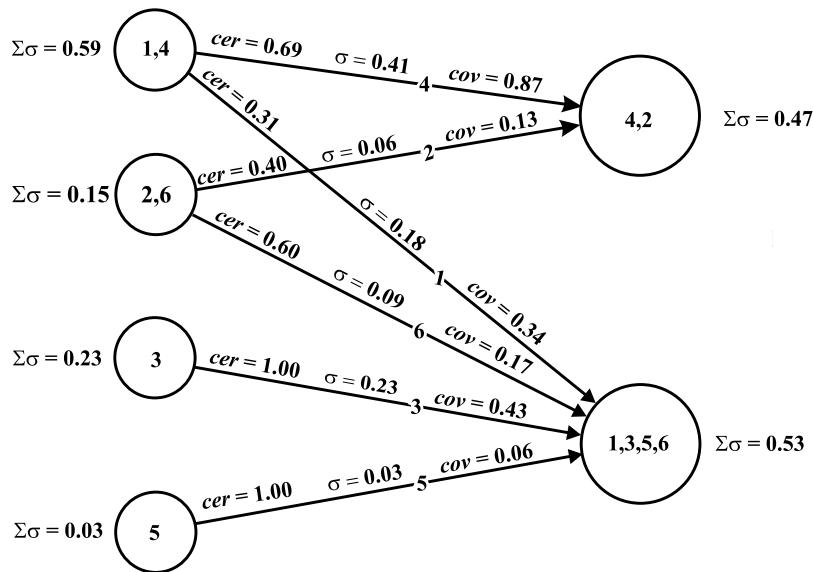 Σσ = 0.59
1,4
cer = 0.69
σ = 0.41
4
cov = 0.87
4,2
Σσ = 0.47
cer = 0.31
σ = 0.18
1
cov = 0.34
Σσ = 0.15
2,6
cer = 0.40
σ = 0.06
2
cov = 0.13
cer = 0.60
σ = 0.09
6
cov = 0.17
Σσ = 0.23
3
cer = 1.00
σ = 0.23
3
cov = 0.43
1,3,5,6
Σσ = 0.53
Σσ = 0.03
5
cer = 1.00
σ = 0.03
5
cov = 0.06